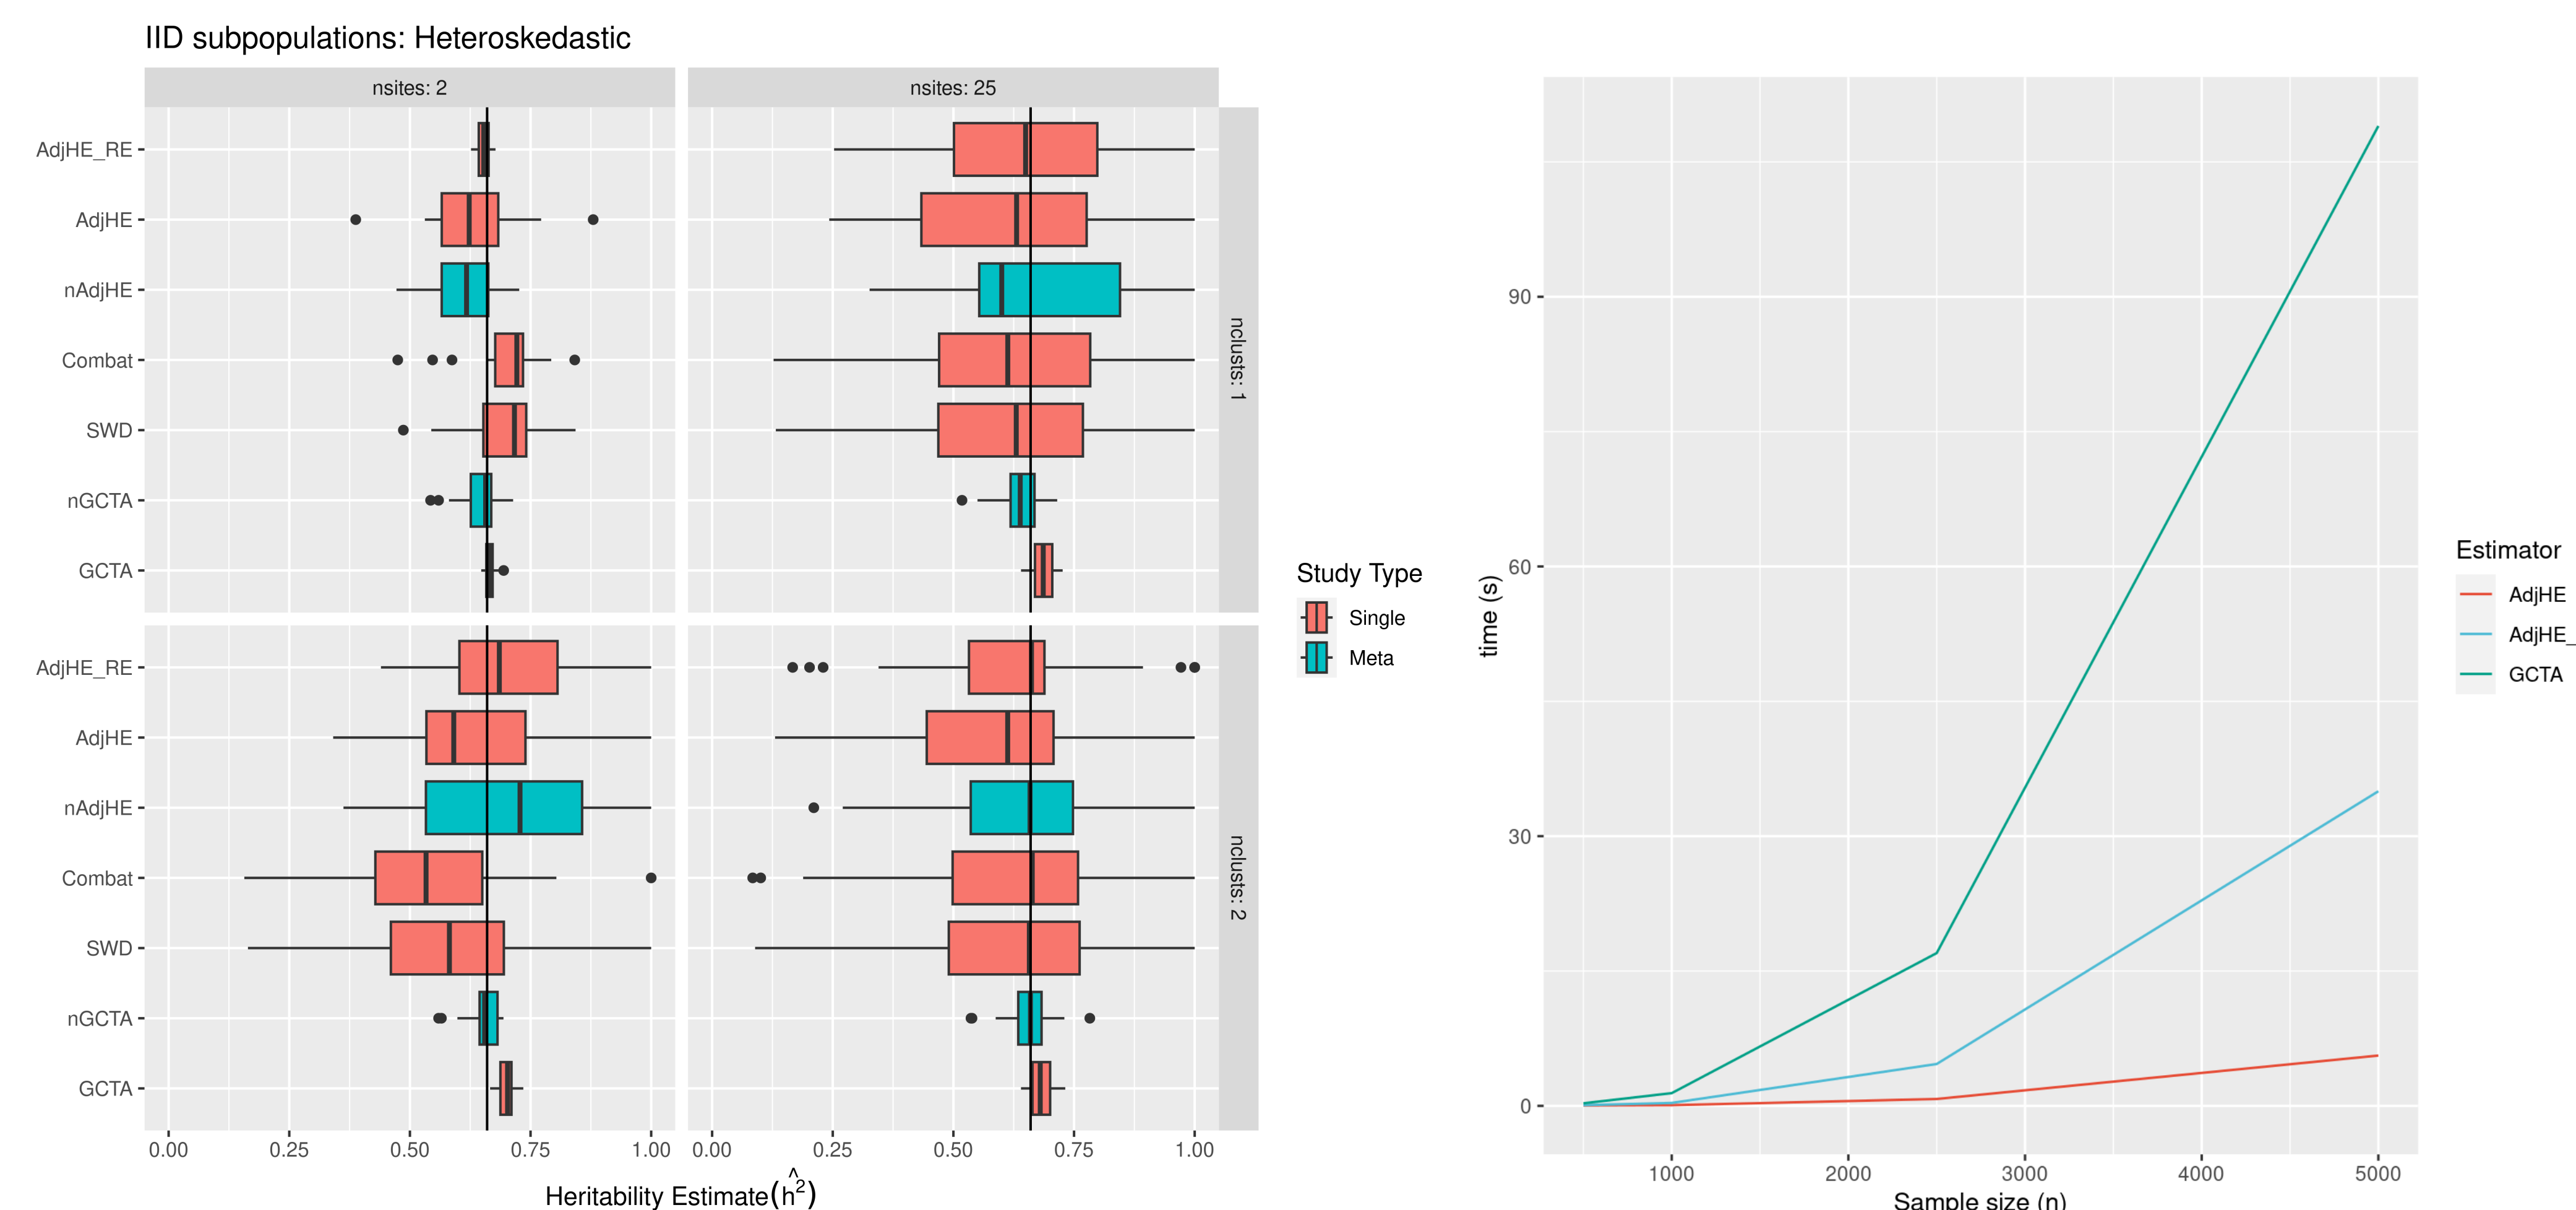 IID subpopulations: Heteroskedastic
nsites: 2
nsites: 25
AdjHE_RE
AdjHE
nAdjHE
Combat
SWD
nGCTA
GCTA
nclusts: 1
AdjHE_RE
AdjHE
nAdjHE
Combat
SWD
nGCTA
GCTA
nclusts: 2
0.00 0.25 0.50 0.75 1.00
0.00 0.25 0.50 0.75 1.00
Heritability Estimate(ĥ²)
Study Type
Single
Meta
time (s)
90
60
30
0
1000 2000 3000 4000 5000
Sample size (n)
Estimator
AdjHE
AdjHE_
GCTA